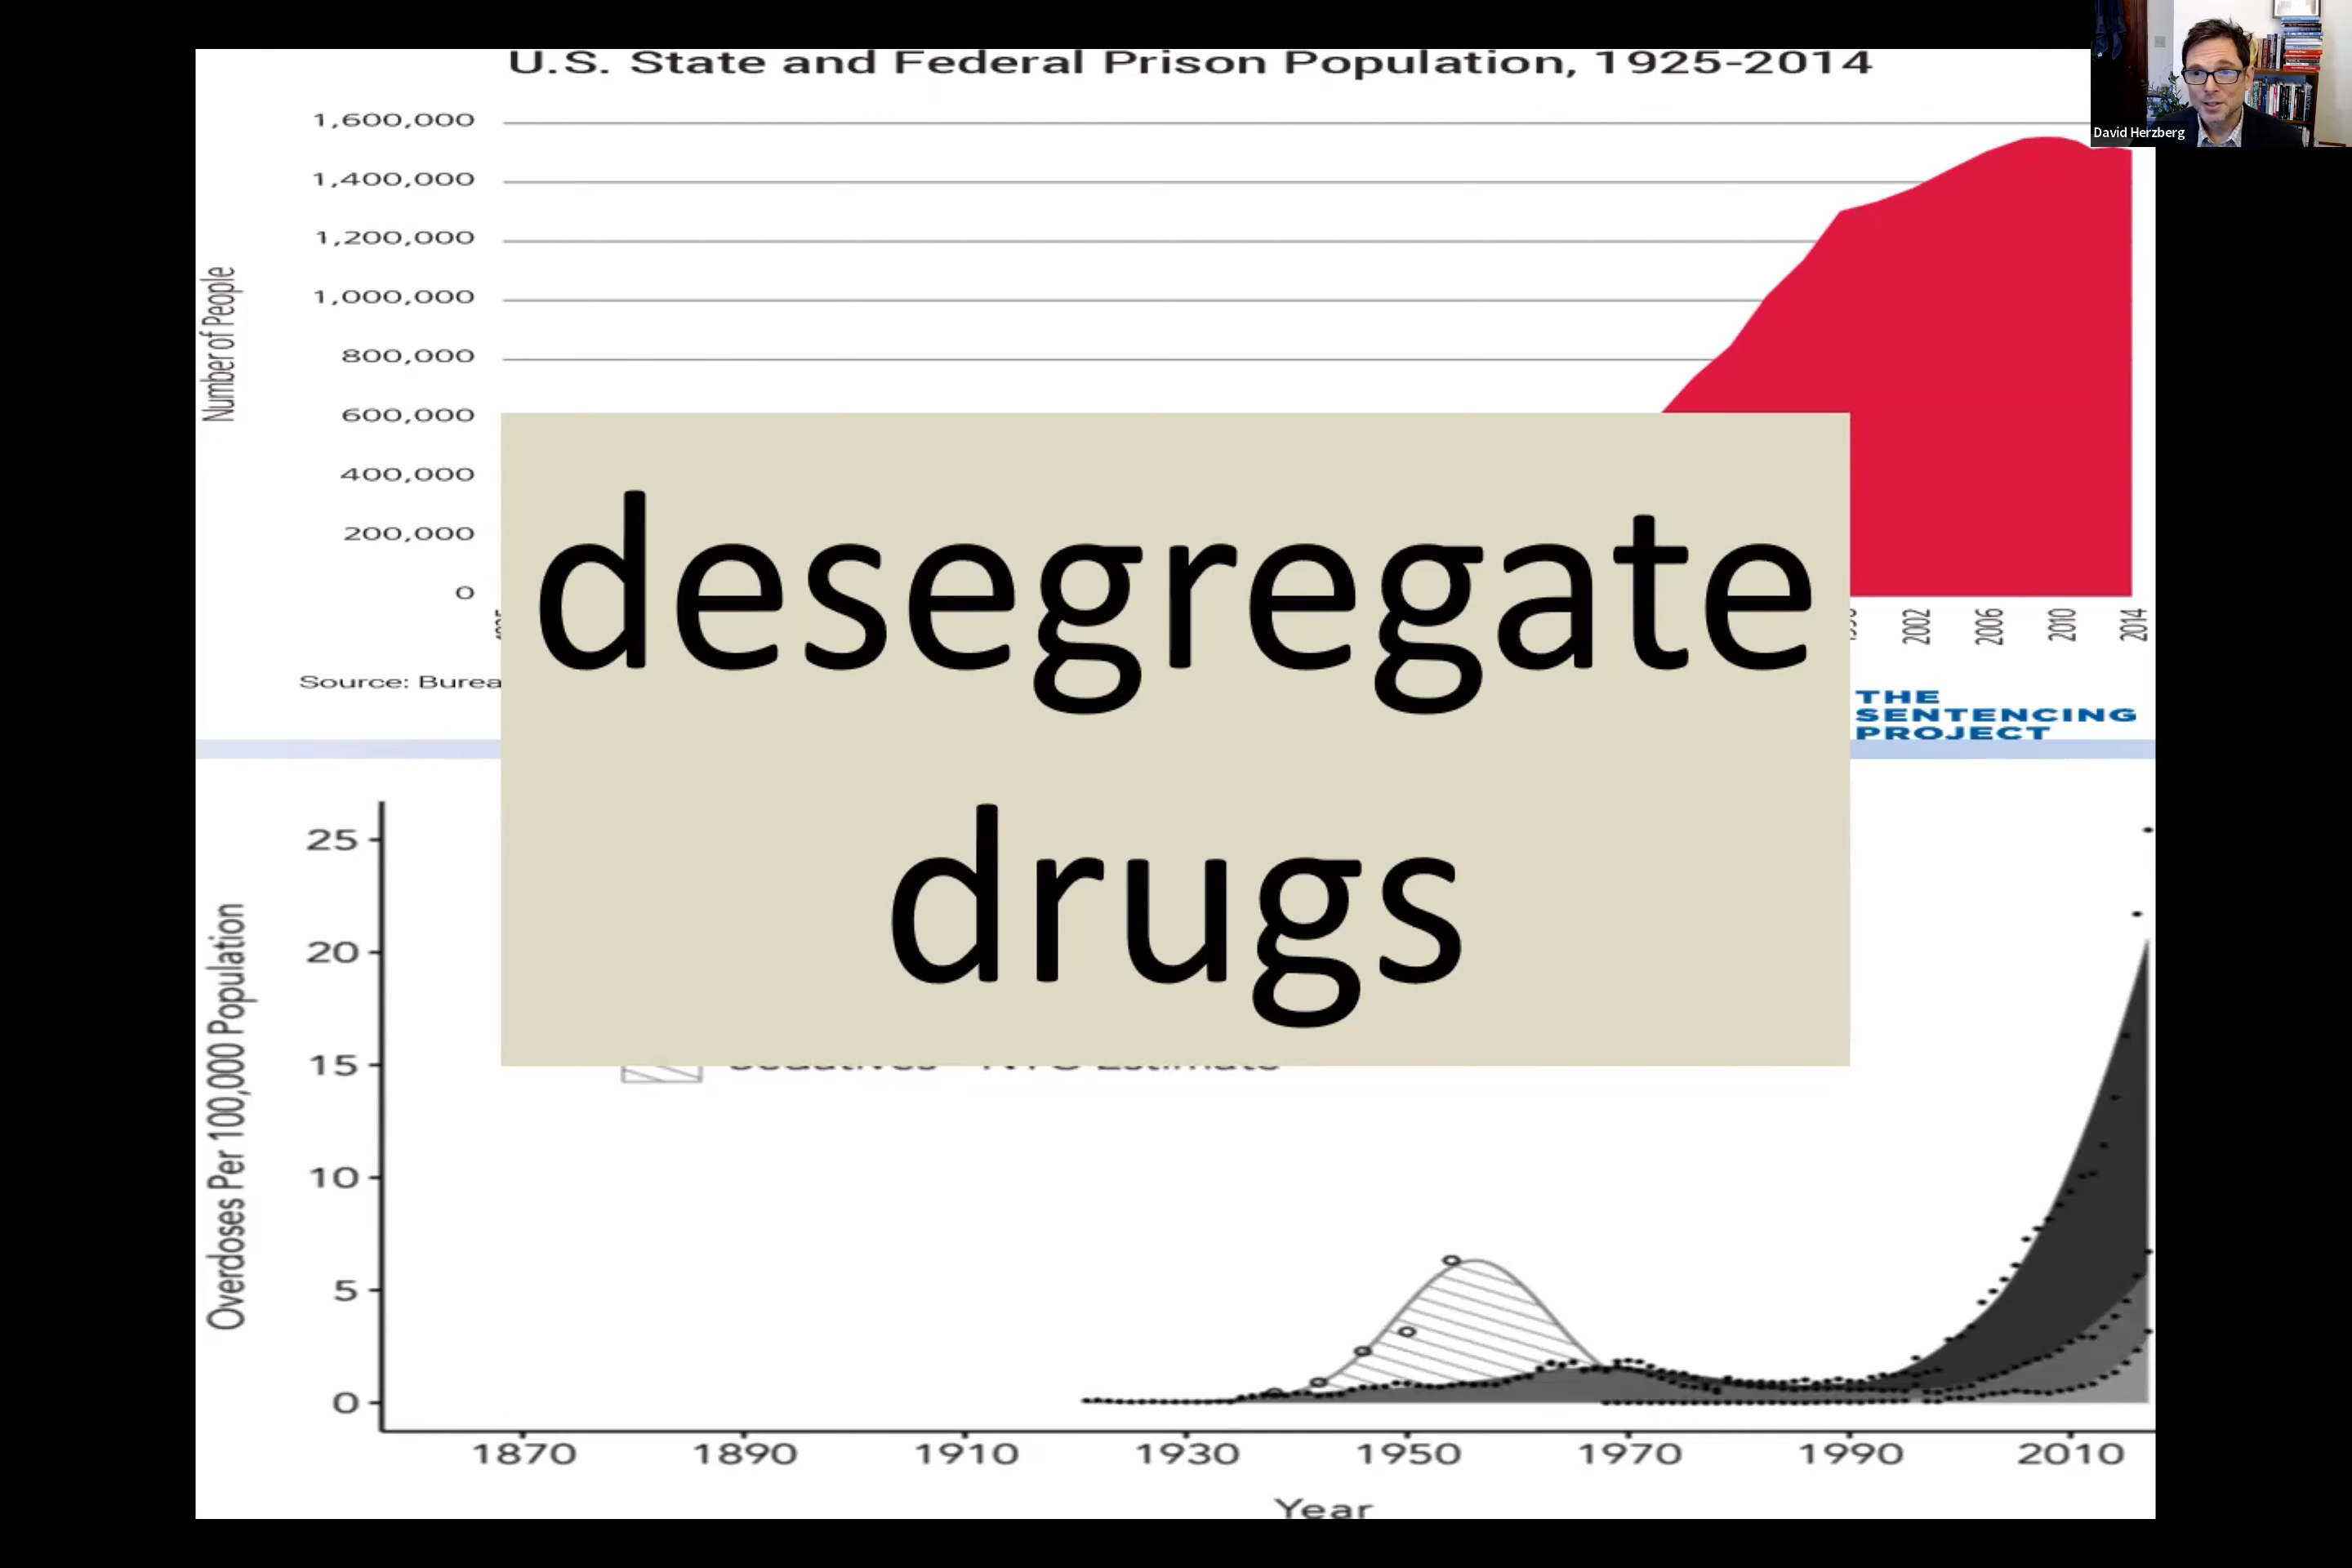 U.S. State and Federal Prison Population, 1925-2014
David Herzberg
1,600,000
1,400,000
1,200,000
1,000,000
800,000
600,000
400,000
200,000
0
Number of People
desegregate
drugs
2002
2006
2010
2014
Source:
THE
SENTENCING
PROJECT
25
20
15
10
5
0
Overdoses Per 100,000 Population
1870
1890
1910
1930
1950
1970
1990
2010
Year